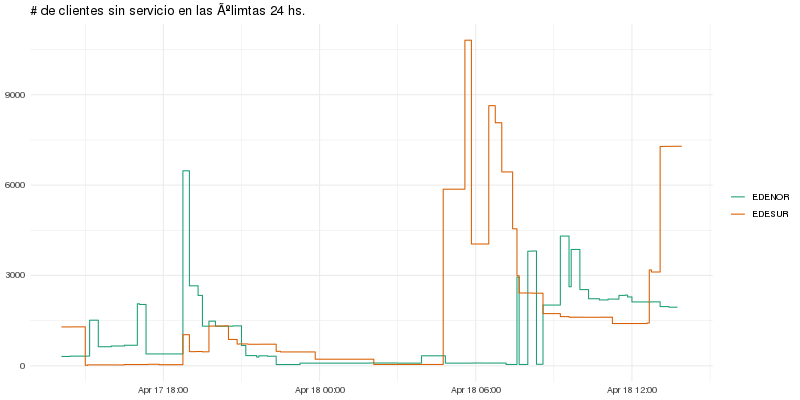 # de clientes sin servicio en las Ãºlimtas 24 hs.
9000
6000
3000
0
Apr 17 18:00
Apr 18 00:00
Apr 18 06:00
Apr 18 12:00
EDENOR
EDESUR